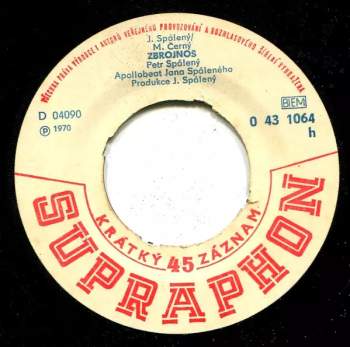 VŠECHNA PRÁVA VÝROBCE I AUTORŮ VEŘEJNÉHO PROVOZOVÁNÍ A ROZHLASOVÉHO ŠÍŘENÍ VYHRAZENA
J. Spálený/
M. Černý
ZBROJNOŠ
Petr Spálený
Apollobeat Jana Spáleného
Produkce J. Spálený
D 04090
Ⓟ 1970
BIEM
0 43 1064
h
KRÁTKÝ 45 ZÁZNAM
SUPRAPHON